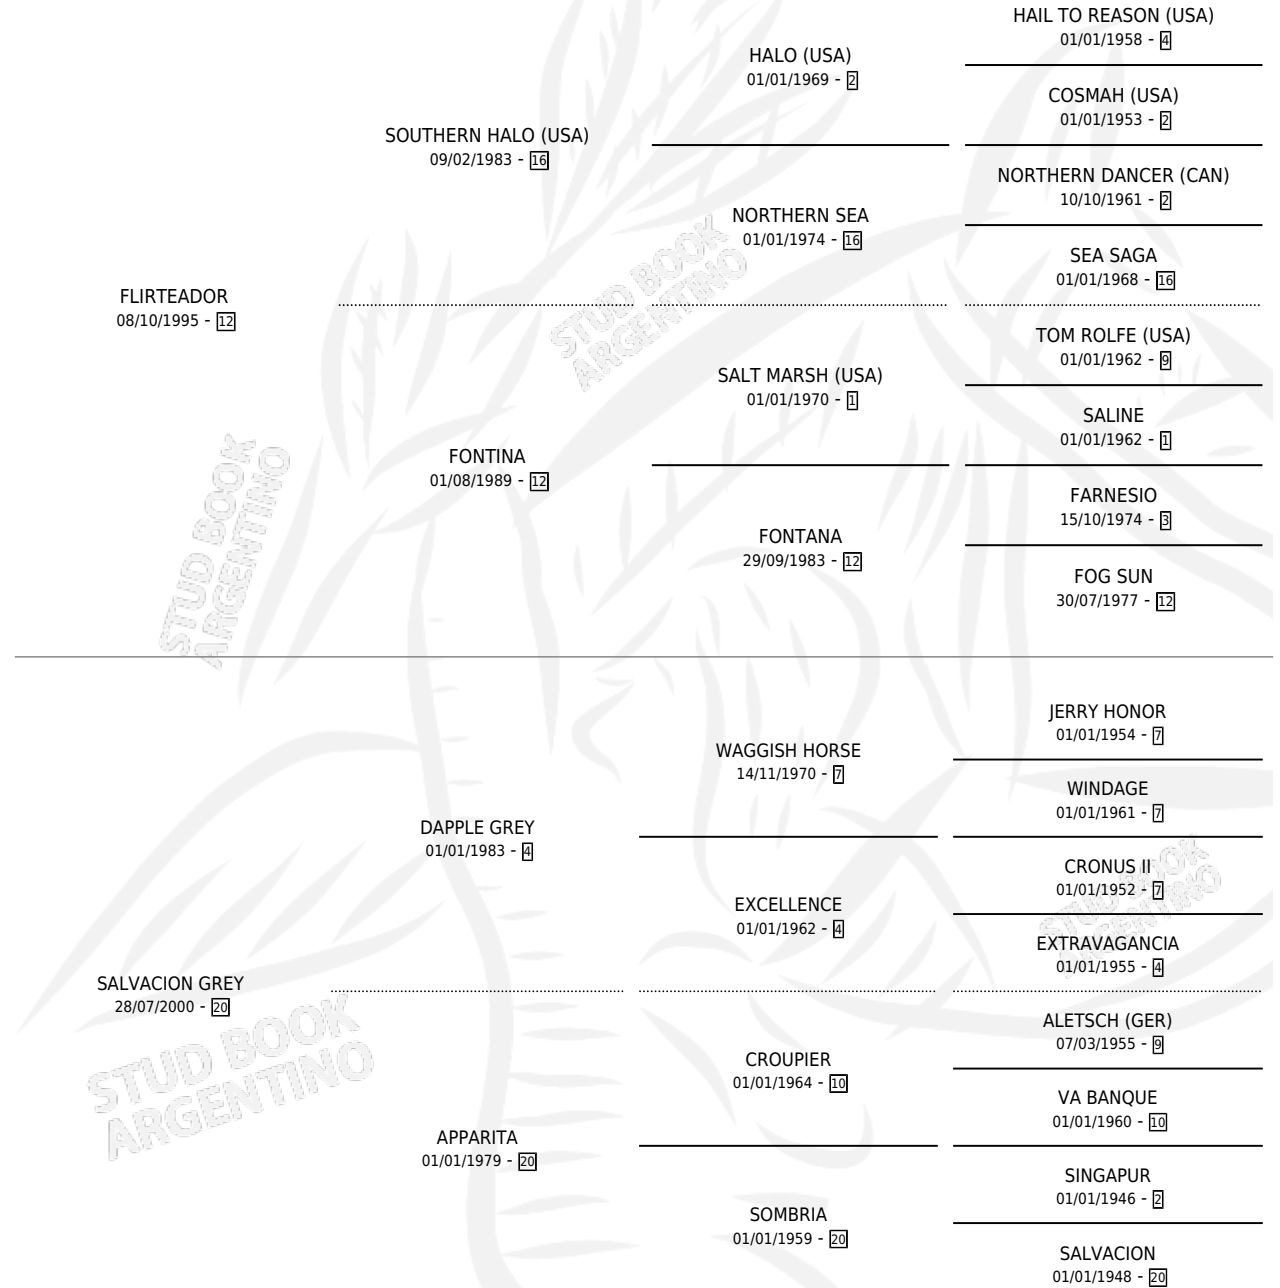 HAIL TO REASON (USA)
01/01/1958 - 4
HALO (USA)
01/01/1969 - 2
COSMAH (USA)
01/01/1953 - 2
SOUTHERN HALO (USA)
09/02/1983 - 16
NORTHERN DANCER (CAN)
10/10/1961 - 2
NORTHERN SEA
01/01/1974 - 16
SEA SAGA
01/01/1968 - 16
FLIRTEADOR
08/10/1995 - 12
STUD BOOK
ARGENTINO
TOM ROLFE (USA)
01/01/1962 - 9
SALT MARSH (USA)
01/01/1970 - 1
SALINE
01/01/1962 - 1
FONTINA
01/08/1989 - 12
FARNESIO
15/10/1974 - 3
FONTANA
29/09/1983 - 12
FOG SUN
30/07/1977 - 12
STUD BOOK
ARGENTINO
JERRY HONOR
01/01/1954 - 7
WAGGISH HORSE
14/11/1970 - 7
WINDAGE
01/01/1961 - 7
DAPPLE GREY
01/01/1983 - 4
CRONUS II
01/01/1952 - 7
EXCELLENCE
01/01/1962 - 4
STUD BOOK
ARGENTINO
EXTRAVAGANCIA
01/01/1955 - 4
SALVACION GREY
28/07/2000 - 20
ALETSCH (GER)
07/03/1955 - 9
CROUPIER
01/01/1964 - 10
VA BANQUE
01/01/1960 - 10
STUD BOOK
ARGENTINO
APPARITA
01/01/1979 - 20
SINGAPUR
01/01/1946 - 2
SOMBRIA
01/01/1959 - 20
SALVACION
01/01/1948 - 20